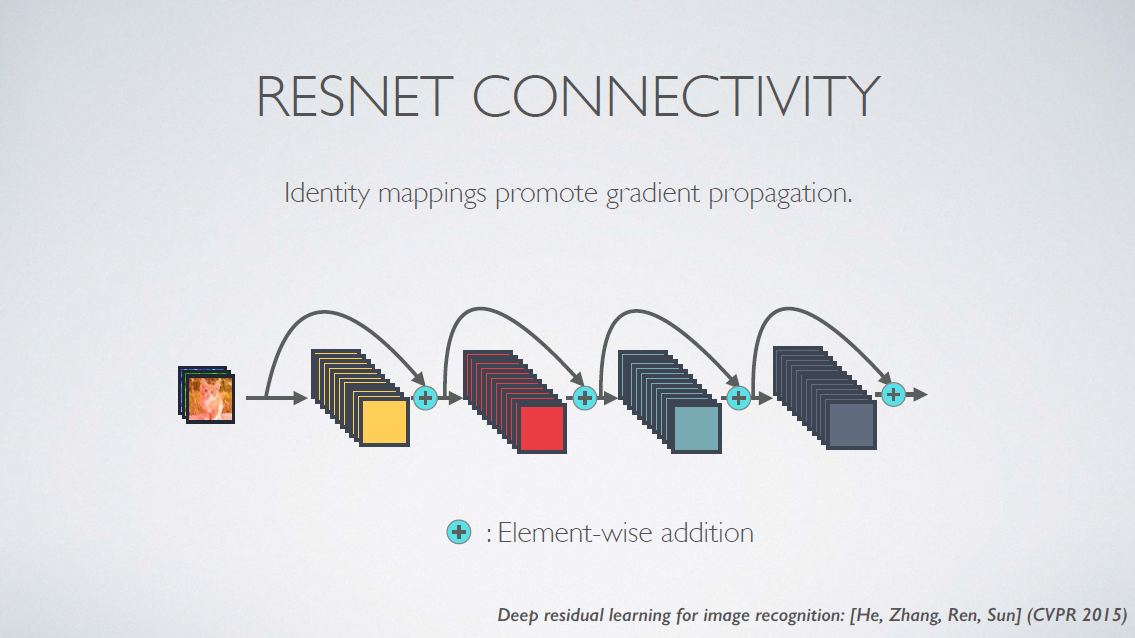 RESNET CONNECTIVITY
Identity mappings promote gradient propagation.
: Element-wise addition
Deep residual learning for image recognition: [He, Zhang, Ren, Sun] (CVPR 2015)